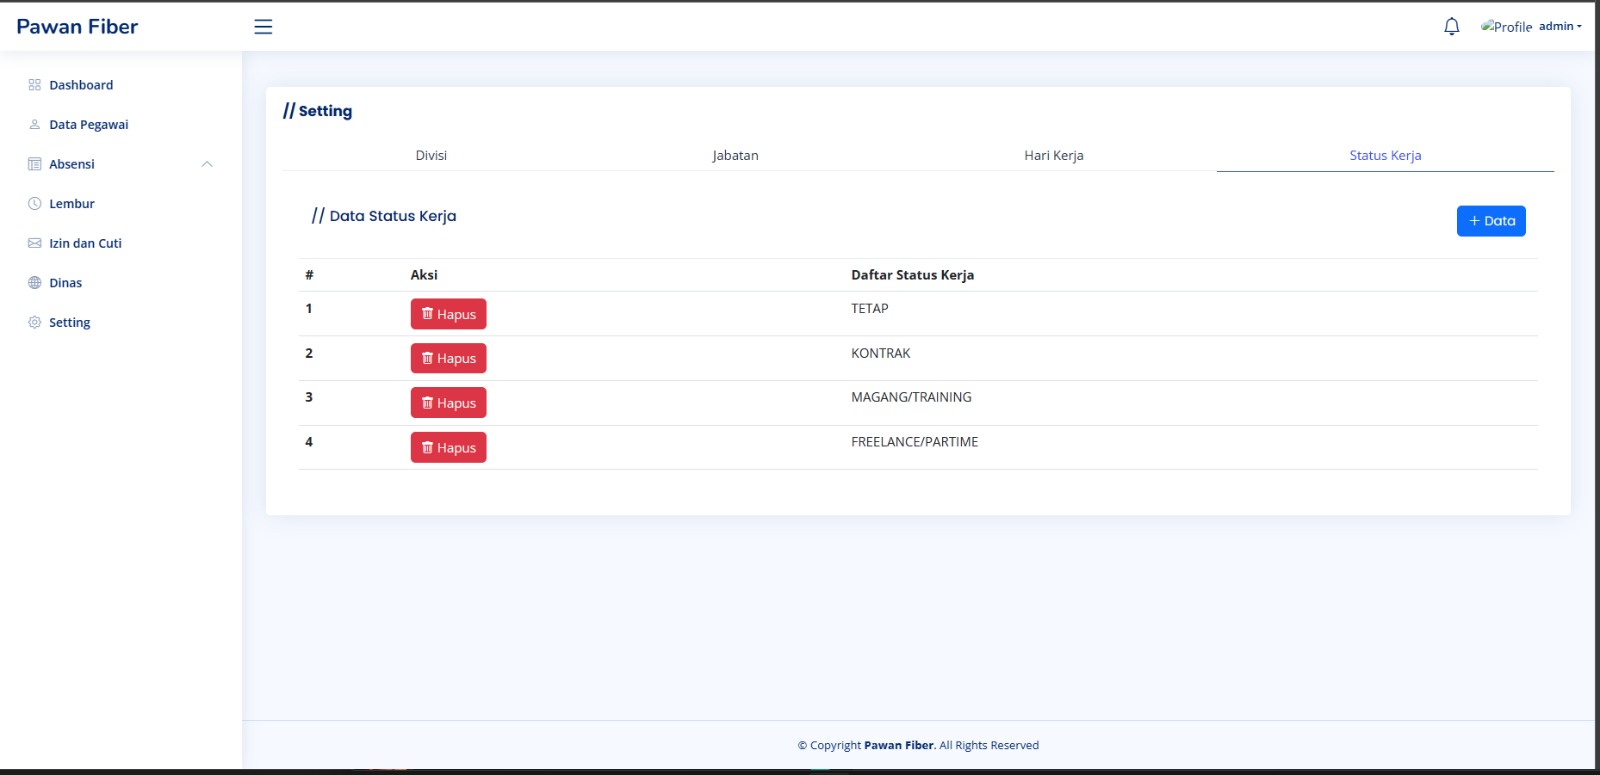 Pawan Fiber
Profile admin
Dashboard
Data Pegawai
Absensi
Lembur
Izin dan Cuti
Dinas
Setting
// Setting
Divisi Jabatan Hari Kerja Status Kerja
// Data Status Kerja
+ Data
# Aksi Daftar Status Kerja
1 Hapus TETAP
2 Hapus KONTRAK
3 Hapus MAGANG/TRAINING
4 Hapus FREELANCE/PARTIME
© Copyright Pawan Fiber. All Rights Reserved